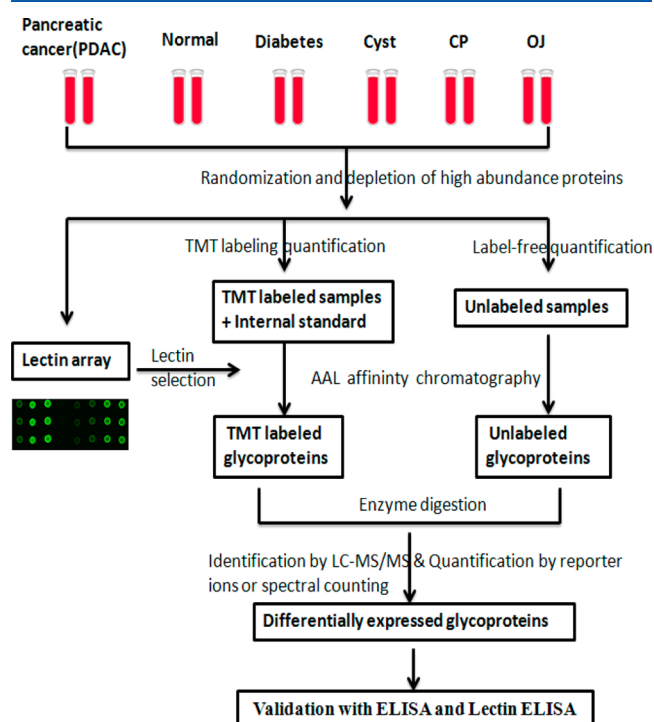 Pancreatic
cancer(PDAC)
Normal
Diabetes
Cyst
CP
OJ
Randomization and depletion of high abundance proteins
TMT labeling quantification
Label-free quantification
TMT labeled samples
+ Internal standard
Unlabeled samples
Lectin array
Lectin
selection
AAL affininty chromatography
TMT labeled
glycoproteins
Unlabeled
glycoproteins
Enzyme digestion
Identification by LC-MS/MS & Quantification by reporter
ions or spectral counting
Differentially expressed glycoproteins
Validation with ELISA and Lectin ELISA